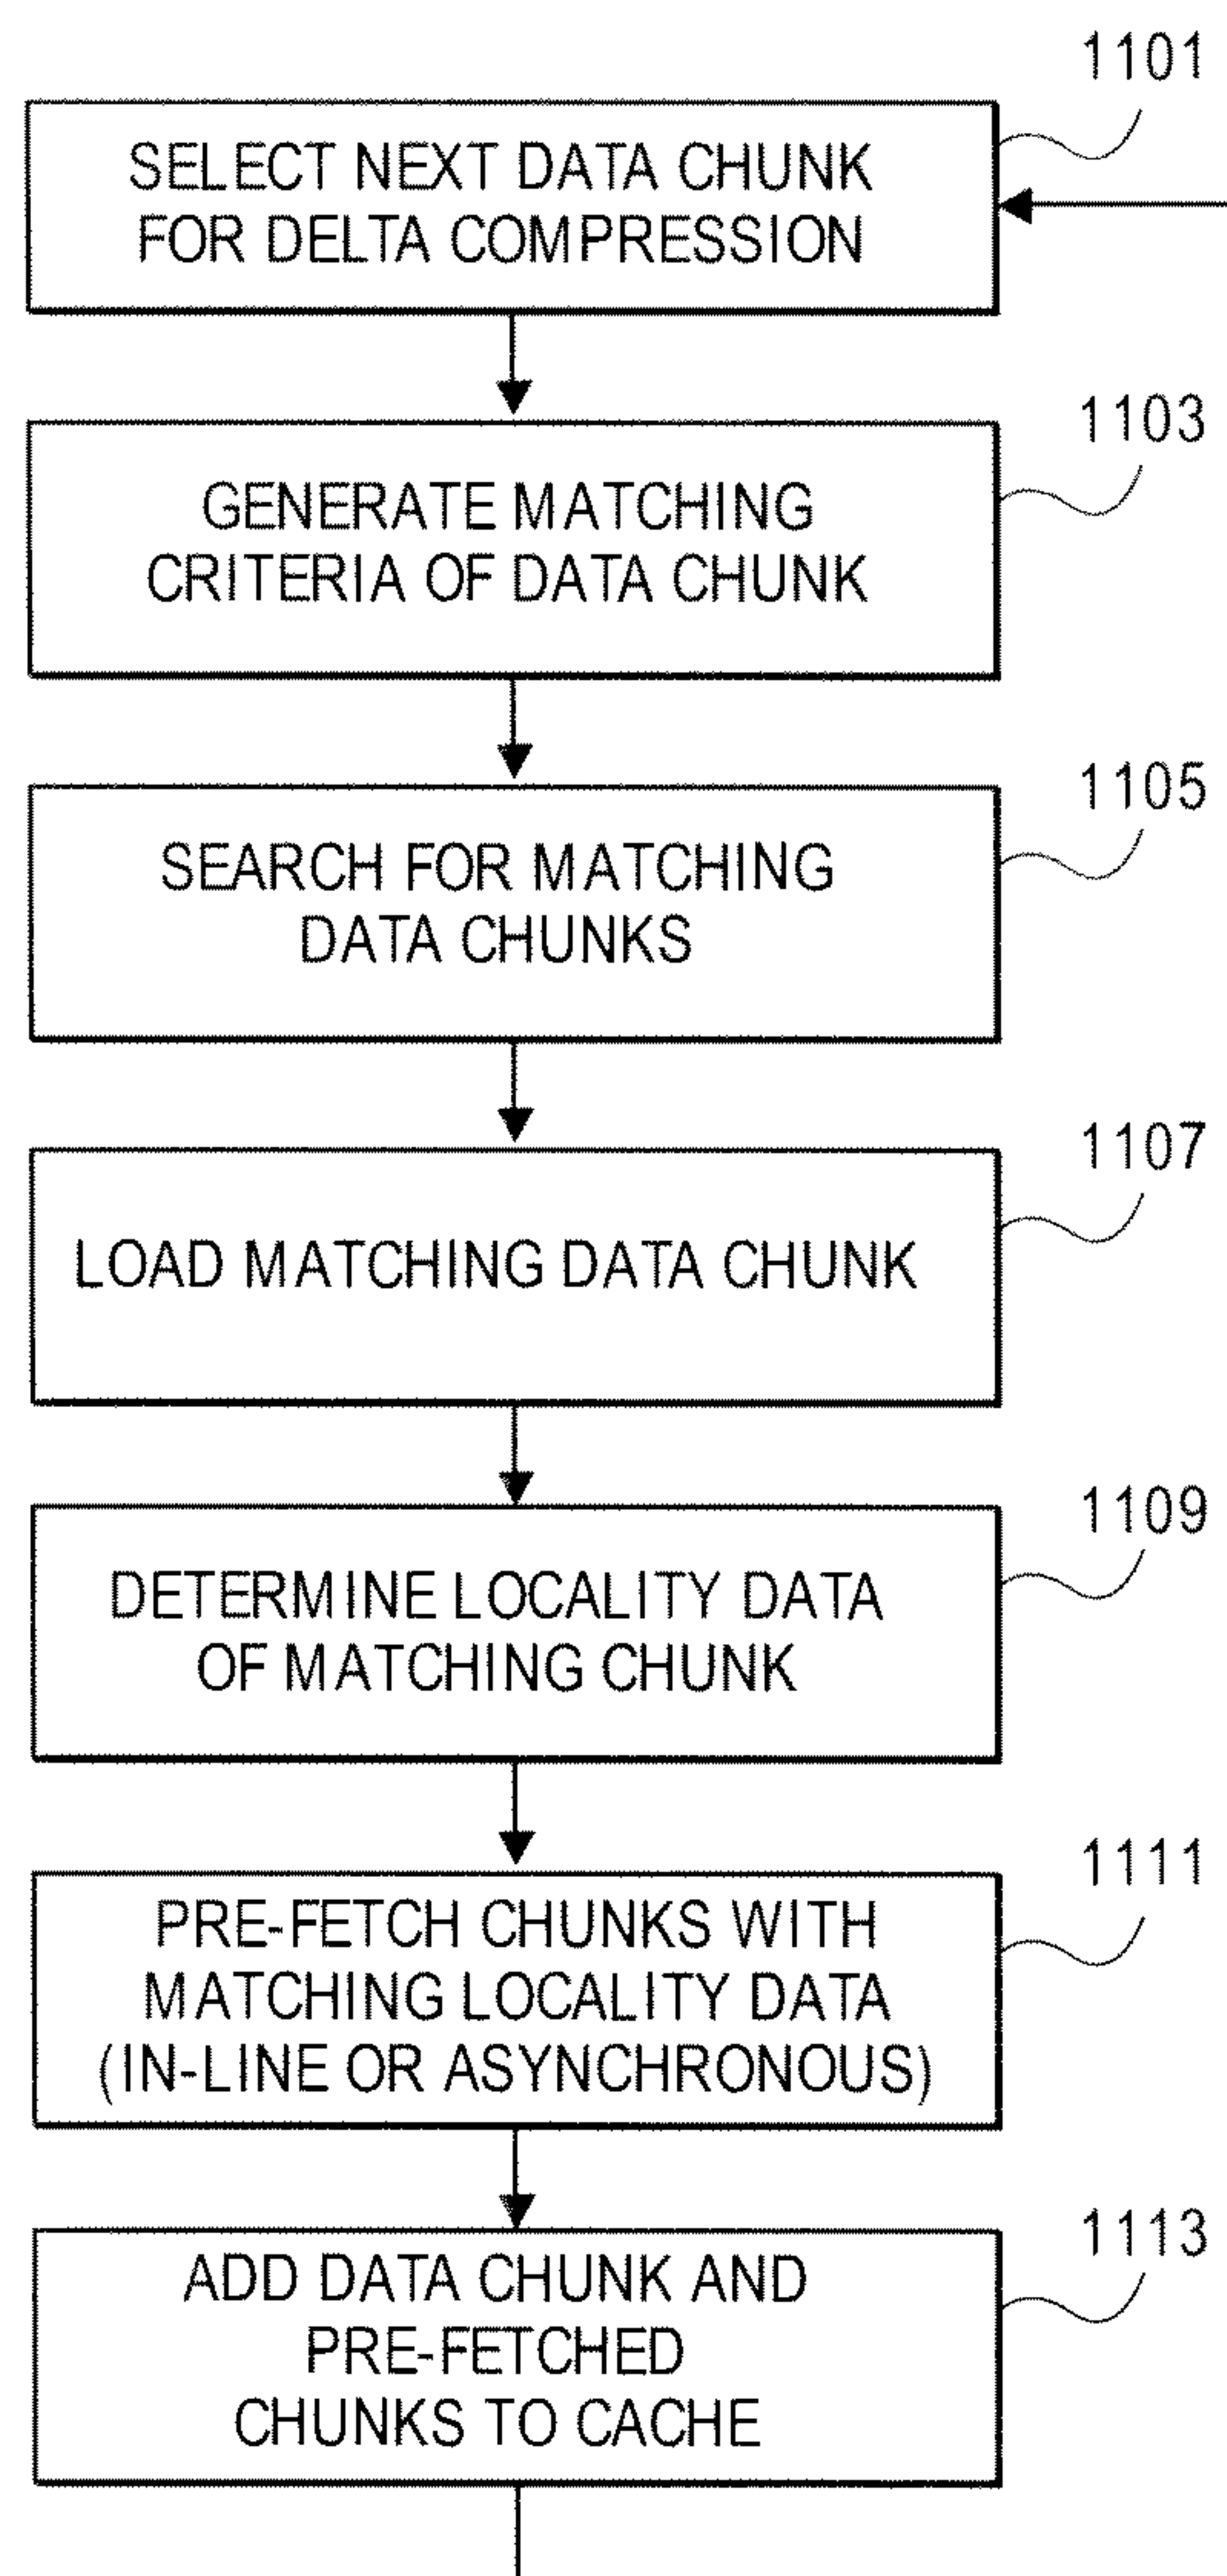 1101
SELECT NEXT DATA CHUNK
FOR DELTA COMPRESSION
1103
GENERATE MATCHING
CRITERIA OF DATA CHUNK
1105
SEARCH FOR MATCHING
DATA CHUNKS
1107
LOAD MATCHING DATA CHUNK
1109
DETERMINE LOCALITY DATA
OF MATCHING CHUNK
1111
PRE-FETCH CHUNKS WITH
MATCHING LOCALITY DATA
(IN-LINE OR ASYNCHRONOUS)
1113
ADD DATA CHUNK AND
PRE-FETCHED
CHUNKS TO CACHE